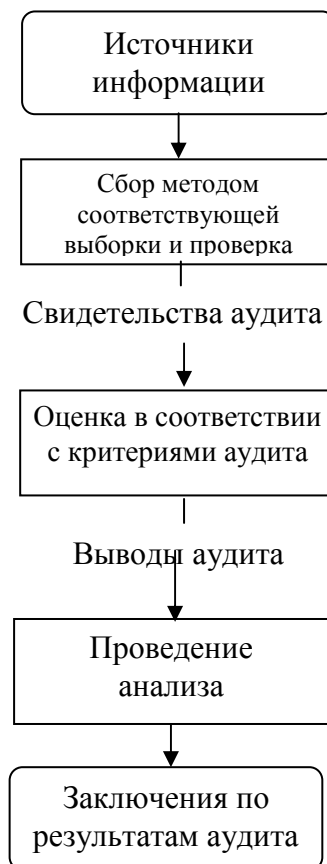 Источники
информации
Сбор методом
соответствующей
выборки и проверка
Свидетельства аудита
Оценка в соответствии
с критериями аудита
Выводы аудита
Проведение
анализа
Заключения по
результатам аудита